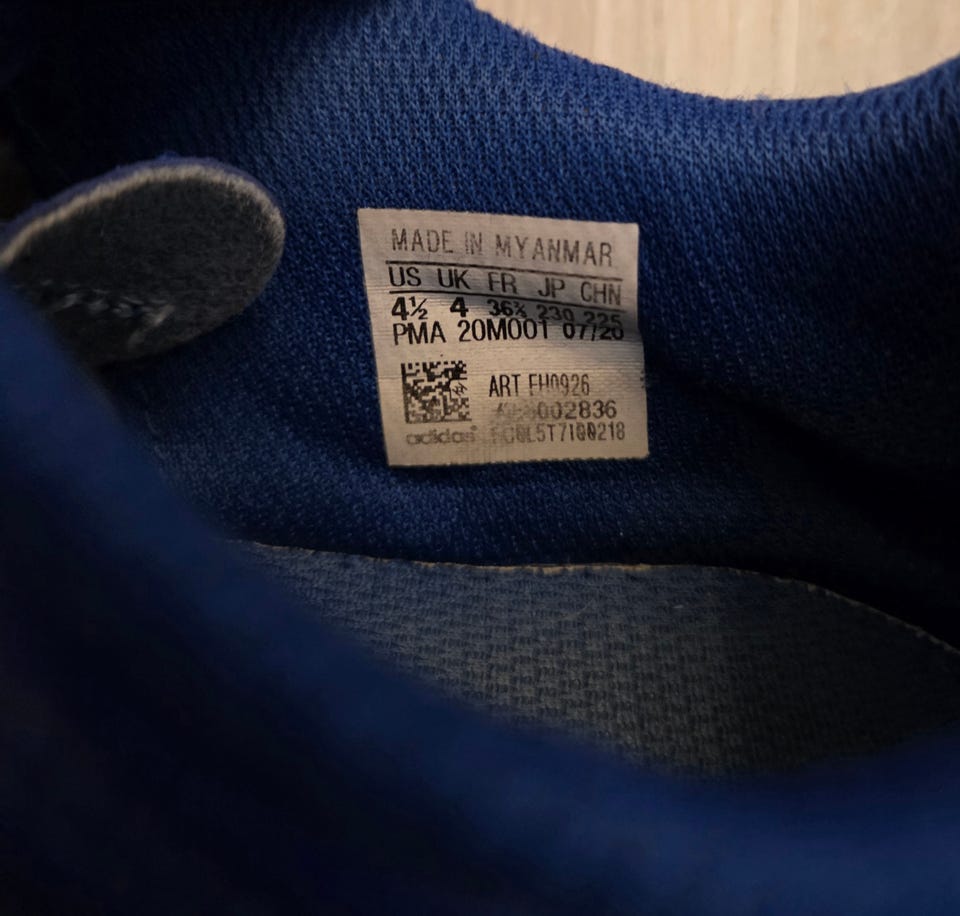 MADE IN MYANMAR
US UK FR JP CHN
4½ 4 36⅔ 230 225
PMA 20M001 07/20
ART FH0926
002836
adidas